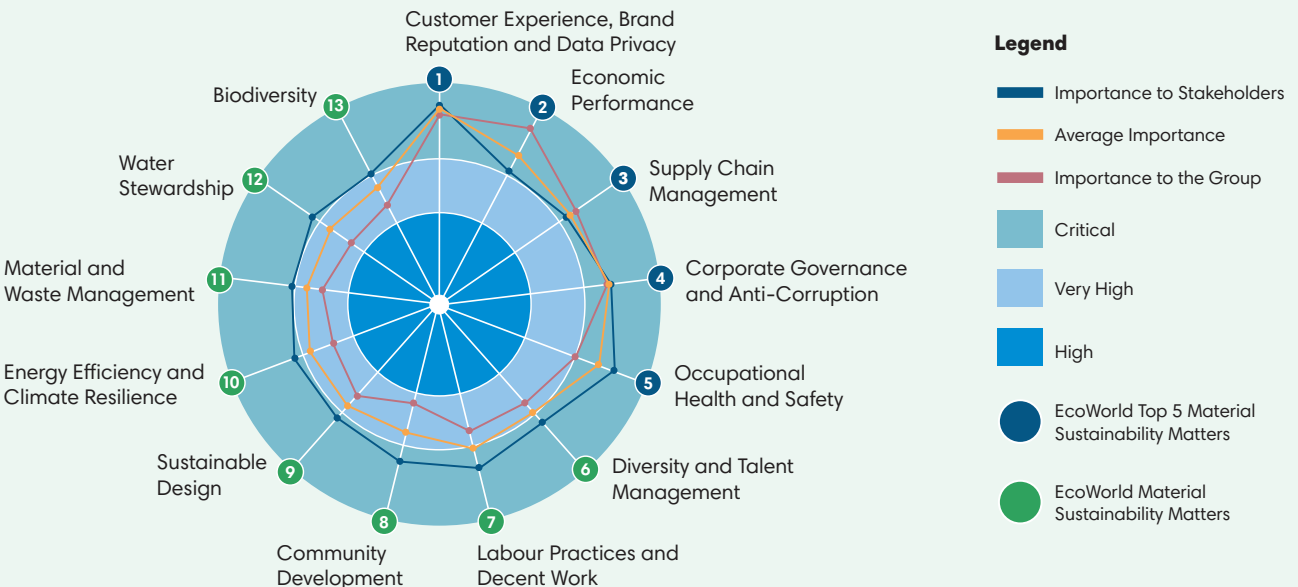 Customer Experience, Brand
Reputation and Data Privacy
1
Economic
Performance
2
Supply Chain
Management
3
Corporate Governance
and Anti-Corruption
4
Occupational
Health and Safety
5
Diversity and Talent
Management
6
Labour Practices and
Decent Work
7
Community
Development
8
Sustainable
Design
9
Energy Efficiency and
Climate Resilience
10
Material and
Waste Management
11
Water
Stewardship
12
Biodiversity
13
Legend
Importance to Stakeholders
Average Importance
Importance to the Group
Critical
Very High
High
EcoWorld Top 5 Material
Sustainability Matters
EcoWorld Material
Sustainability Matters